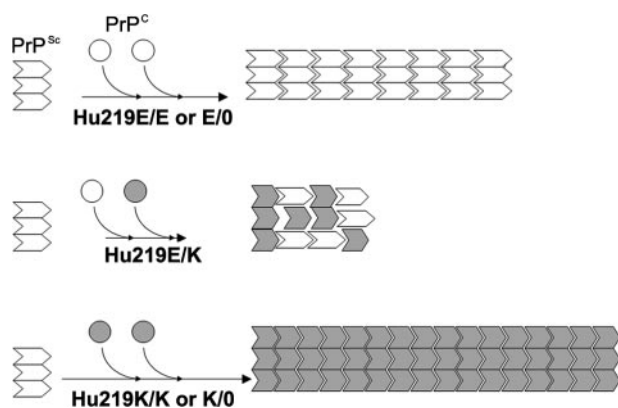 PrP^C
PrP^Sc
Hu219E/E or E/0
Hu219E/K
Hu219K/K or K/0